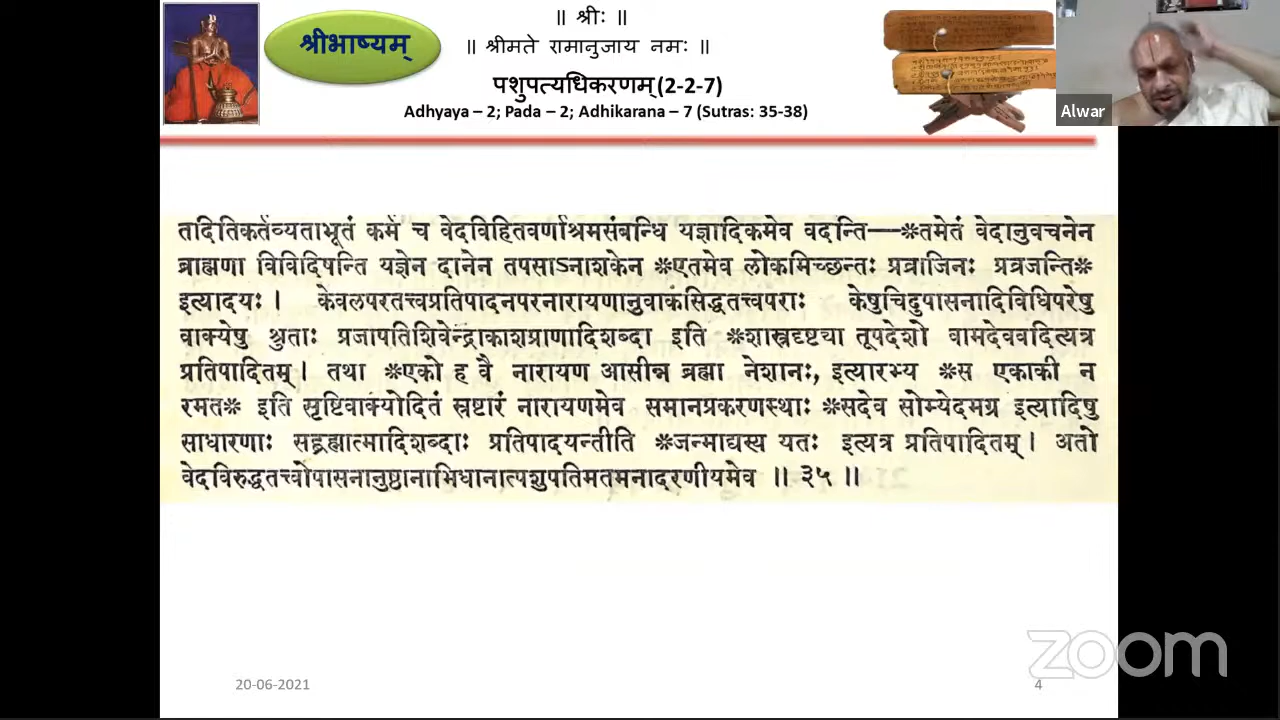 ॥ श्रीः ॥
श्रीभाष्यम्
॥ श्रीमते रामानुजाय नमः ॥
पशुपत्यधिकरणम् (2-2-7)
Adhyaya – 2; Pada – 2; Adhikarana – 7 (Sutras: 35-38)
Alwar
तदितिकर्तव्यताभूतं कर्म च वेदविहितवर्णाश्रमसंबन्धि यज्ञादिकमेव वदन्ति—❋तमेतं वेदानुवचनेन
ब्राह्मणा विविदिषन्ति यज्ञेन दानेन तपसाऽनाशकेन ❋एतमेव लोकमिच्छन्तः प्रव्राजिनः प्रव्रजन्ति❋
इत्यादयः । केवलपरतत्त्वप्रतिपादनपरनारायणानुवाकसिद्धतत्त्वपराः केषुचिदुपासनादिविधिपरेषु
वाक्येषु श्रुताः प्रजापतिशिवेन्द्राकाशप्राणादिशब्दा इति ❋शास्त्रदृष्ट्या तूपदेशो वामदेववदित्यत्र
प्रतिपादितम् । तथा ❋एको ह वै नारायण आसीन्न ब्रह्मा नेशानः, इत्यारभ्य ❋स एकाकी न
रमत❋ इति सृष्टिवाक्योदितं स्रष्टारं नारायणमेव समानप्रकरणस्थाः ❋सदेव सोम्येदमग्र इत्यादिषु
साधारणाः सद्ब्रह्मात्मादिशब्दाः प्रतिपादयन्तीति ❋जन्माद्यस्य यतः इत्यत्र प्रतिपादितम् । अतो
वेदविरुद्धतत्त्वोपासनानुष्ठानाभिधानात्पशुपतिमतमनादरणीयमेव ॥ ३५ ॥
zoom
20-06-2021
4